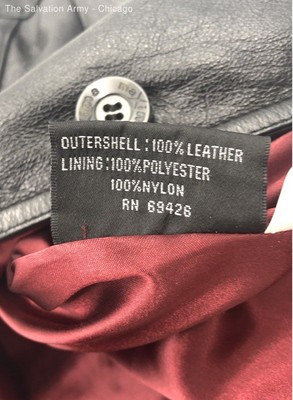 The Salvation Army - Chicago
OUTERSHELL:100%LEATHER
LINING:100%POLYESTER
100%NYLON
RN 69426